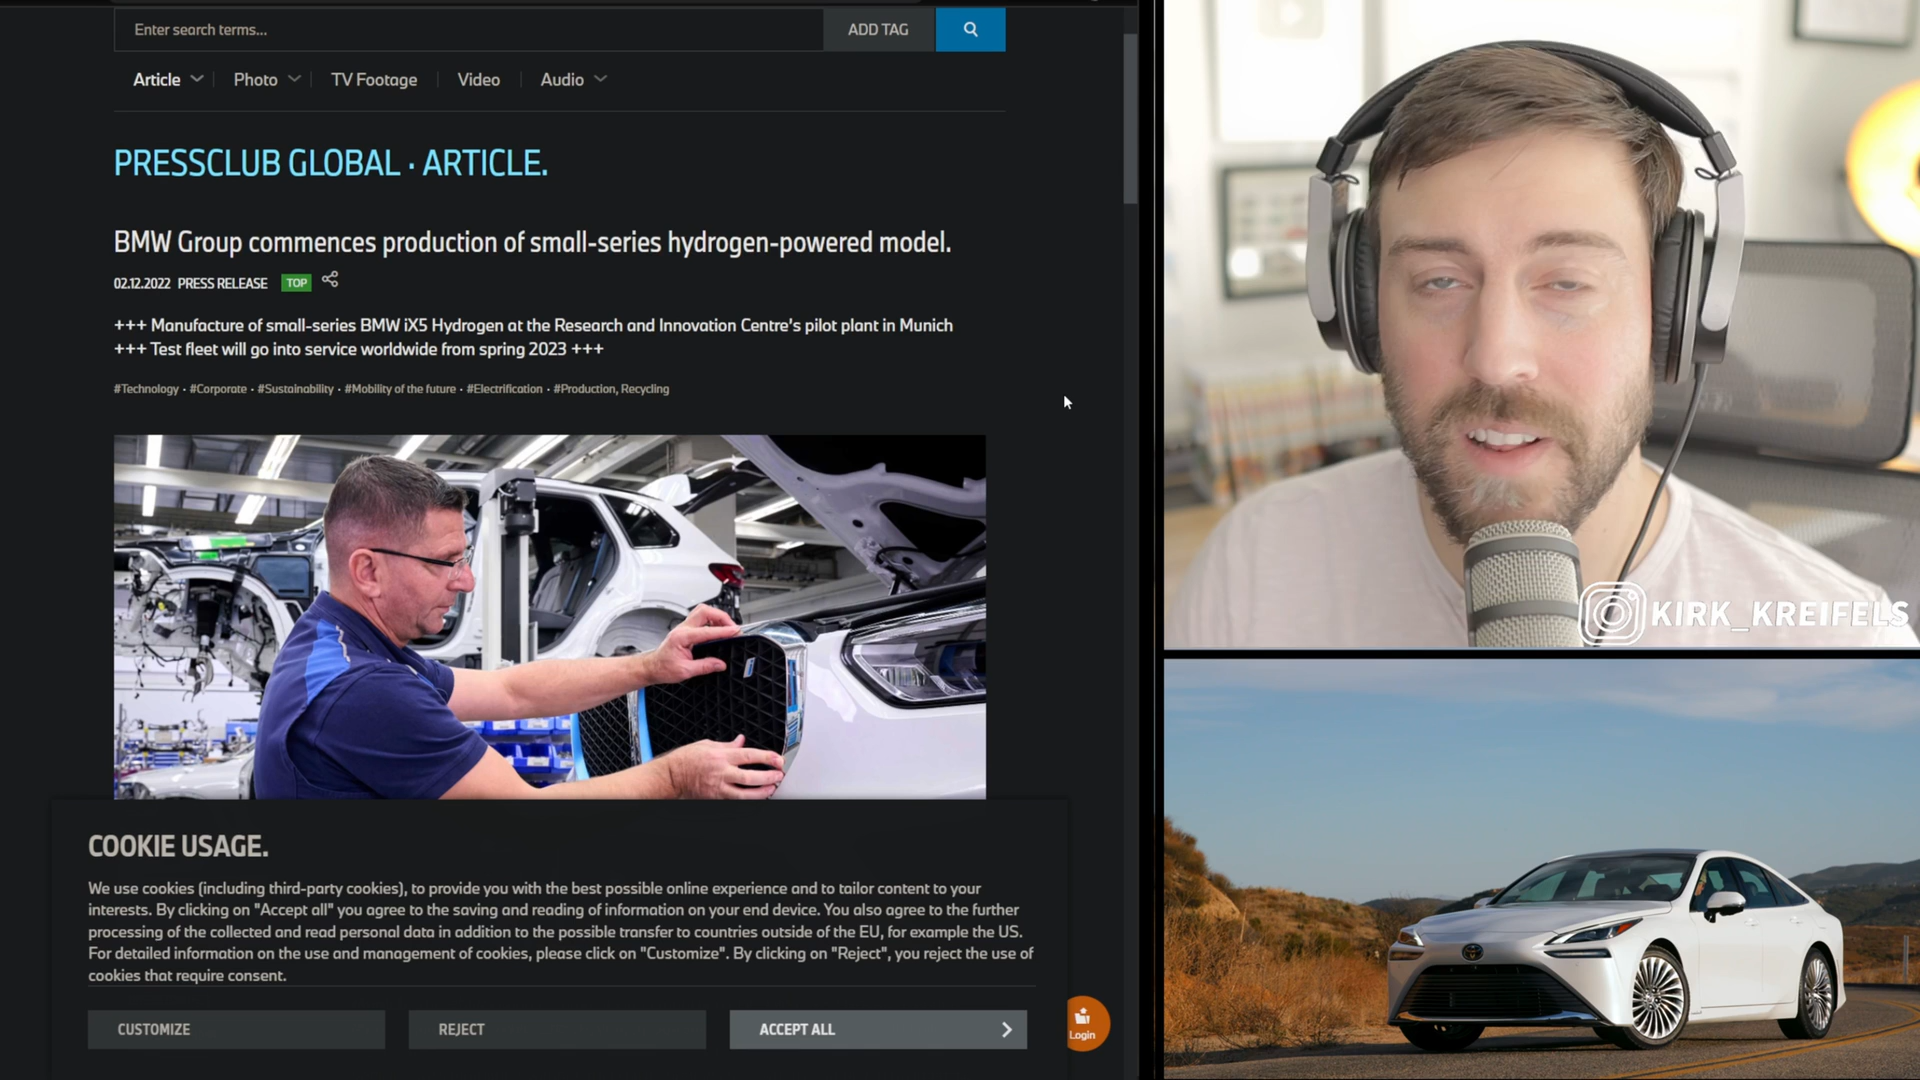 Enter search terms...
ADD TAG
Article
Photo
TV Footage
Video
Audio
PRESSCLUB GLOBAL · ARTICLE.
BMW Group commences production of small-series hydrogen-powered model.
02.12.2022 PRESS RELEASE TOP
+++ Manufacture of small-series BMW iX5 Hydrogen at the Research and Innovation Centre's pilot plant in Munich
+++ Test fleet will go into service worldwide from spring 2023 +++
#Technology · #Corporate · #Sustainability · #Mobility of the future · #Electrification · #Production, Recycling
COOKIE USAGE.
We use cookies (including third-party cookies), to provide you with the best possible online experience and to tailor content to your
interests. By clicking on "Accept all" you agree to the saving and reading of information on your end device. You also agree to the further
processing of the collected and read personal data in addition to the possible transfer to countries outside of the EU, for example the US.
For detailed information on the use and management of cookies, please click on "Customize". By clicking on "Reject", you reject the use of
cookies that require consent.
CUSTOMIZE
REJECT
ACCEPT ALL
Login
KIRK_KREIFELS